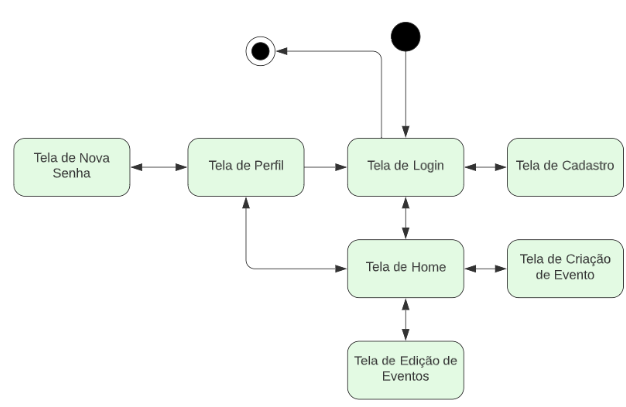 Tela de Nova
Senha
Tela de Perfil
Tela de Login
Tela de Cadastro
Tela de Home
Tela de Criação
de Evento
Tela de Edição de
Eventos